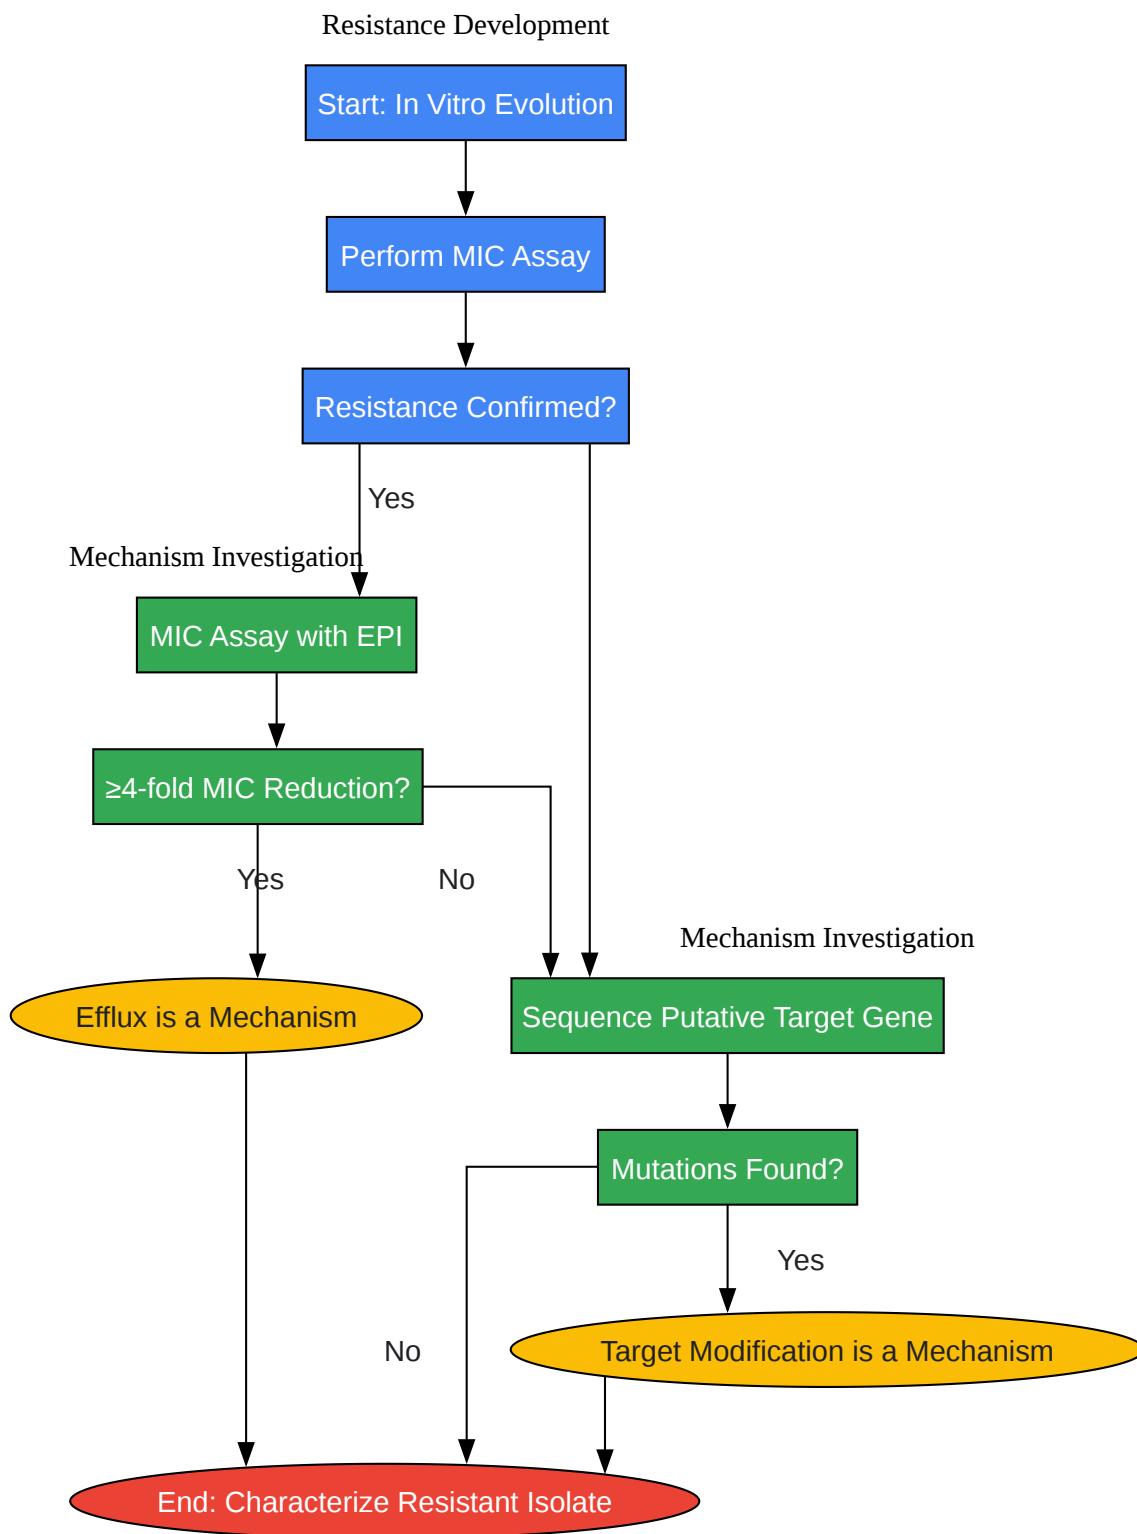 Resistance Development
Start: In Vitro Evolution
Perform MIC Assay
Resistance Confirmed?
Yes
Mechanism Investigation
MIC Assay with EPI
≥4-fold MIC Reduction?
Yes
No
Mechanism Investigation
Efflux is a Mechanism
Sequence Putative Target Gene
Mutations Found?
Yes
No
Target Modification is a Mechanism
End: Characterize Resistant Isolate